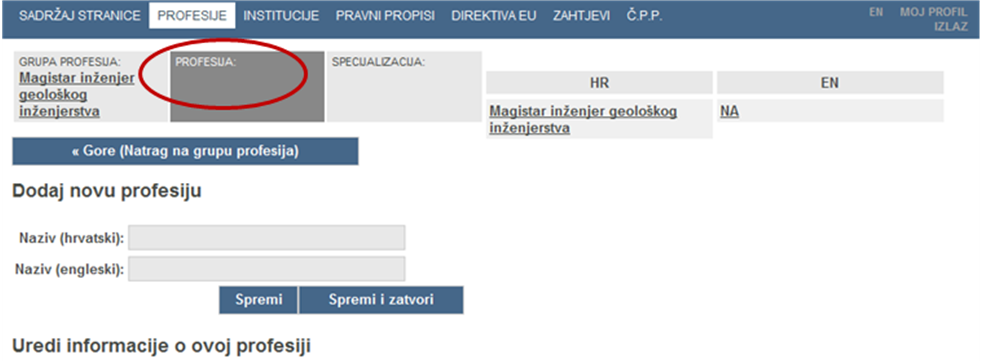 SADRŽAJ STRANICE PROFESIJE INSTITUCIJE PRAVNI PROPISI DIREKTIVA EU ZAHTJEVI Č.P.P. EN MOJ PROFIL
IZLAZ
GRUPA PROFESIJA: PROFESIJA: SPECIJALIZACIJA:
Magistar inženjer
geološkog
inženjerstva
HR EN
Magistar inženjer geološkog NA
inženjerstva
« Gore (Natrag na grupu profesija)
Dodaj novu profesiju
Naziv (hrvatski):
Naziv (engleski):
Spremi Spremi i zatvori
Uredi informacije o ovoj profesiji